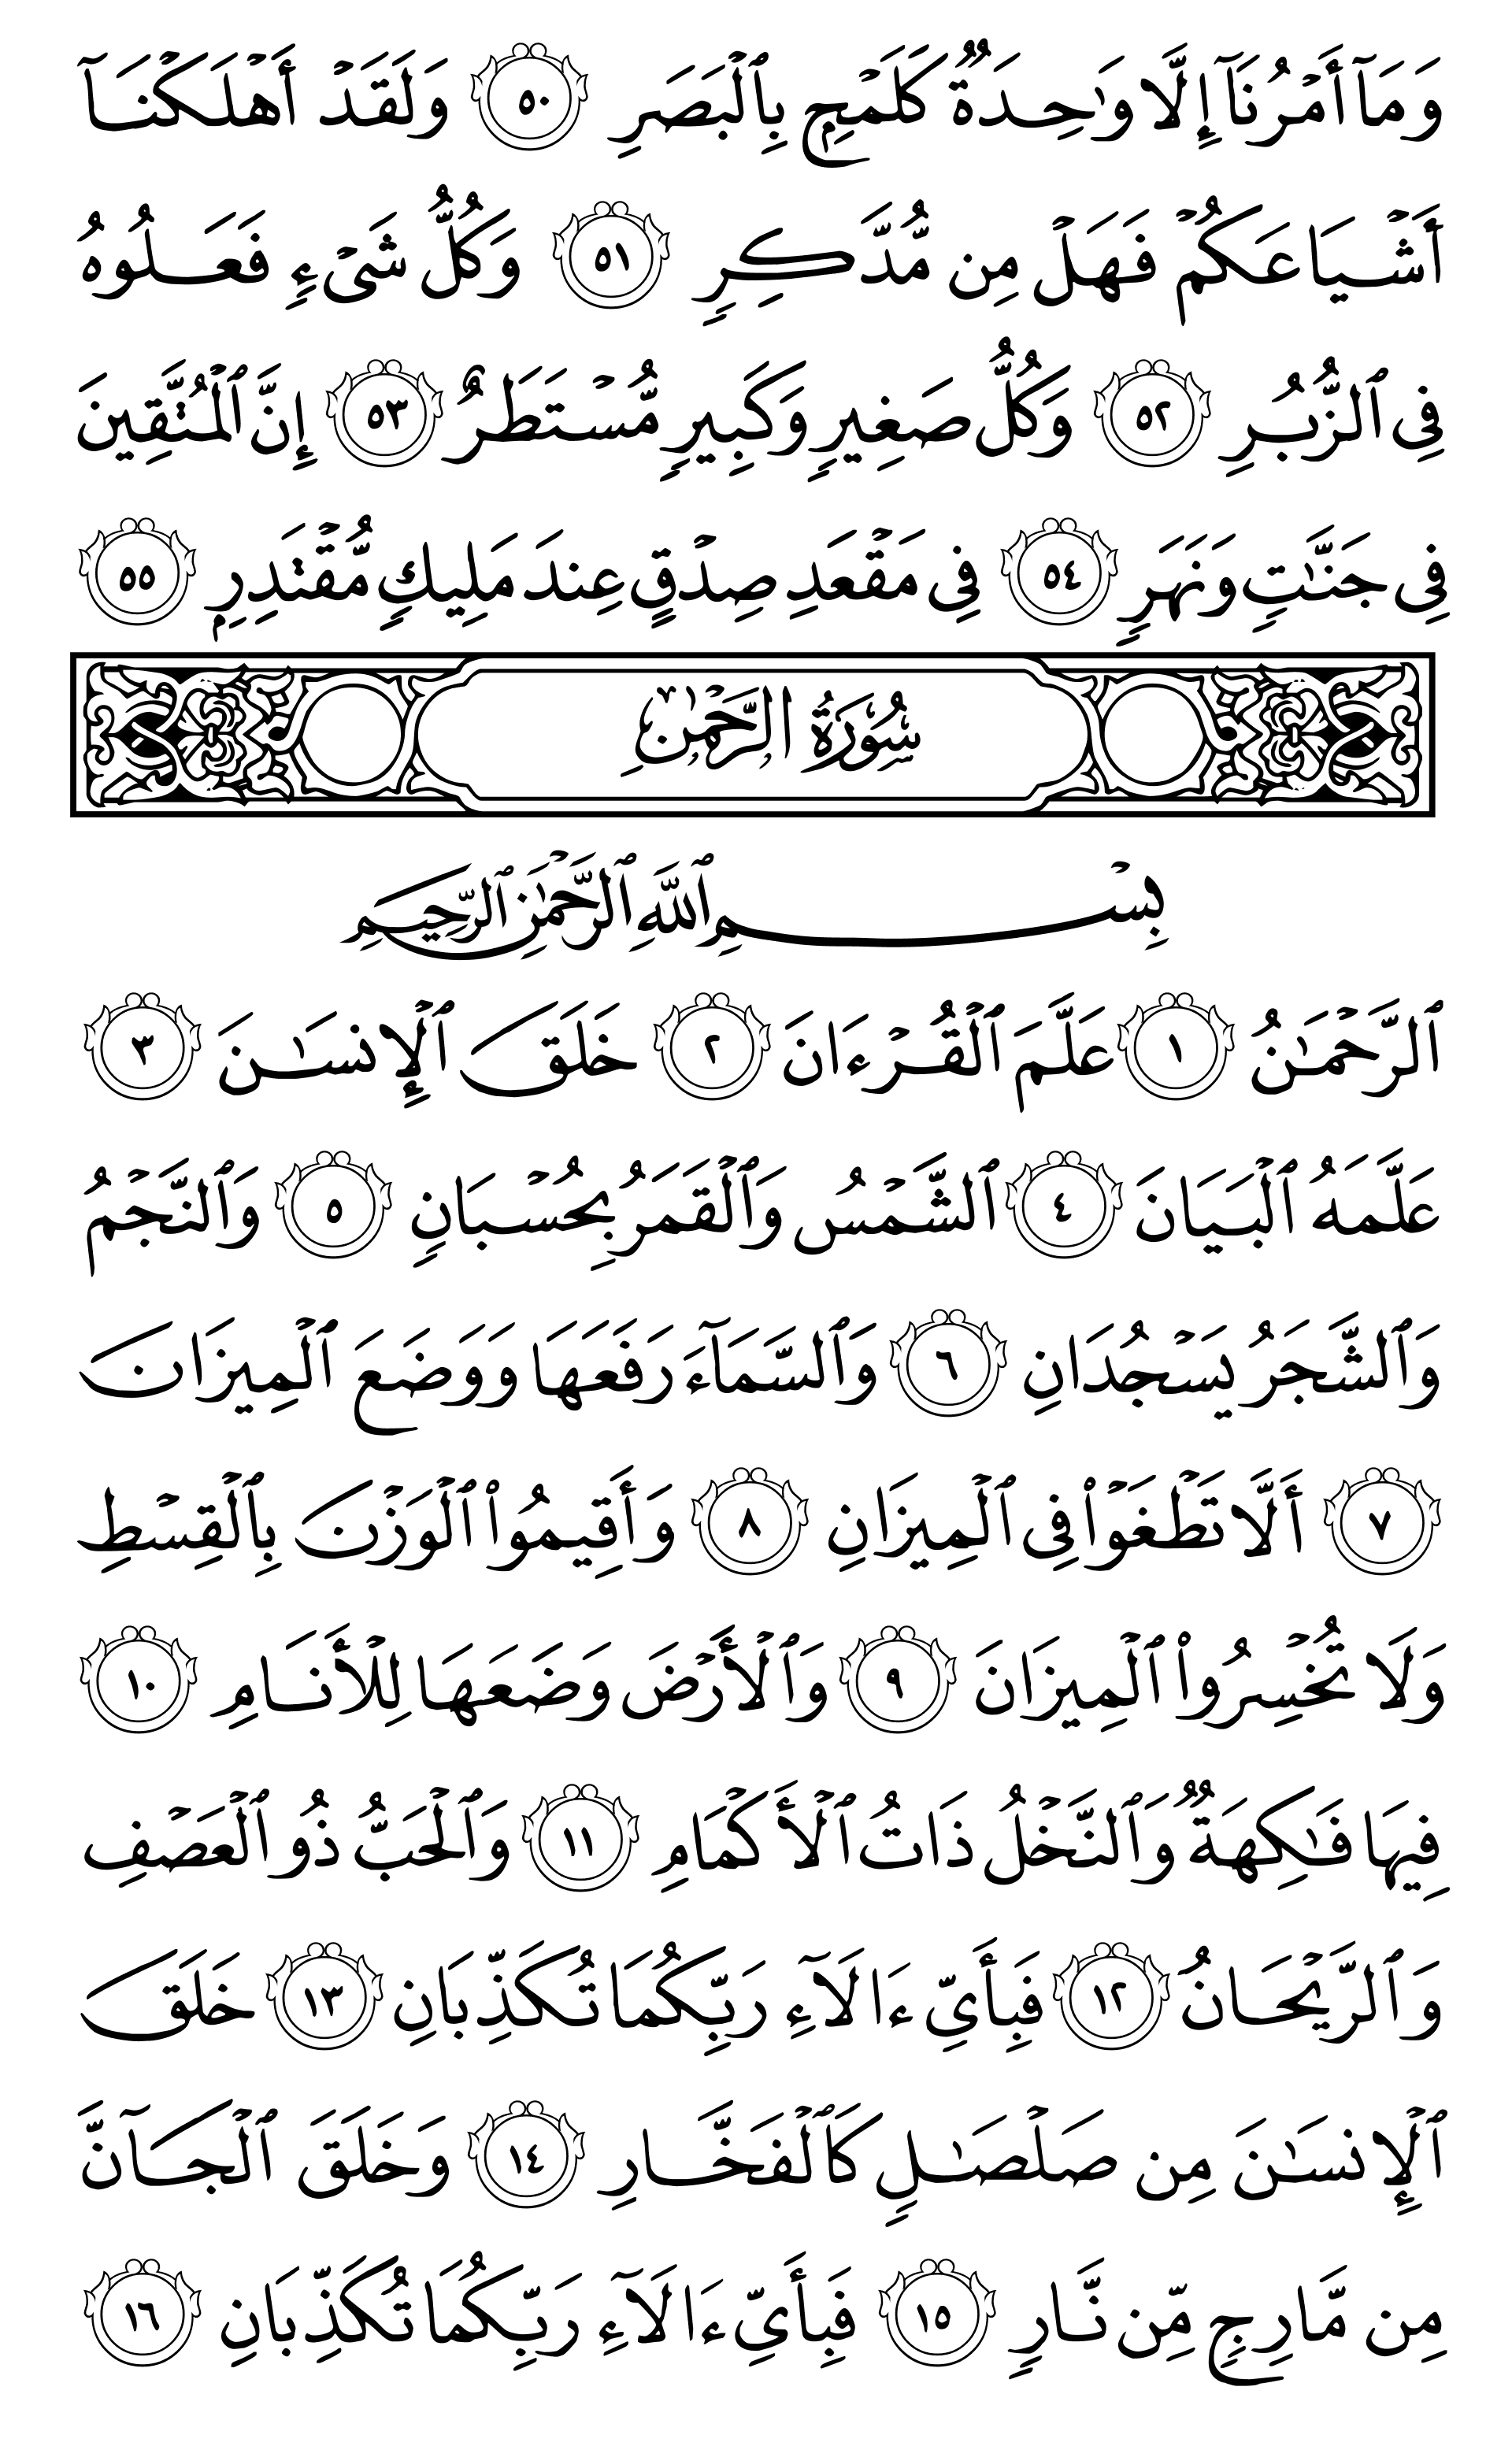 وَمَآ أَمْرُنَآ إِلَّا وَٰحِدَةٌ كَلَمْحٍۭ بِٱلْبَصَرِ ٥٠ وَلَقَدْ أَهْلَكْنَآ
أَشْيَاعَكُمْ فَهَلْ مِن مُّدَّكِرٍ ٥١ وَكُلُّ شَىْءٍ فَعَلُوهُ
فِى ٱلزُّبُرِ ٥٢ وَكُلُّ صَغِيرٍ وَكَبِيرٍ مُّسْتَطَرٌ ٥٣ إِنَّ ٱلْمُتَّقِينَ
فِى جَنَّٰتٍ وَنَهَرٍ ٥٤ فِى مَقْعَدِ صِدْقٍ عِندَ مَلِيكٍ مُّقْتَدِرٍۭ ٥٥
سُورَةُ الرَّحْمَٰن
بِسْمِ ٱللَّهِ ٱلرَّحْمَٰنِ ٱلرَّحِيمِ
ٱلرَّحْمَٰنُ ١ عَلَّمَ ٱلْقُرْءَانَ ٢ خَلَقَ ٱلْإِنسَٰنَ ٣
عَلَّمَهُ ٱلْبَيَانَ ٤ ٱلشَّمْسُ وَٱلْقَمَرُ بِحُسْبَانٍ ٥ وَٱلنَّجْمُ
وَٱلشَّجَرُ يَسْجُدَانِ ٦ وَٱلسَّمَآءَ رَفَعَهَا وَوَضَعَ ٱلْمِيزَانَ
٧ أَلَّا تَطْغَوْا۟ فِى ٱلْمِيزَانِ ٨ وَأَقِيمُوا۟ ٱلْوَزْنَ بِٱلْقِسْطِ
وَلَا تُخْسِرُوا۟ ٱلْمِيزَانَ ٩ وَٱلْأَرْضَ وَضَعَهَا لِلْأَنَامِ ١٠
فِيهَا فَٰكِهَةٌ وَٱلنَّخْلُ ذَاتُ ٱلْأَكْمَامِ ١١ وَٱلْحَبُّ ذُو ٱلْعَصْفِ
وَٱلرَّيْحَانُ ١٢ فَبِأَىِّ ءَالَآءِ رَبِّكُمَا تُكَذِّبَانِ ١٣ خَلَقَ
ٱلْإِنسَٰنَ مِن صَلْصَٰلٍ كَٱلْفَخَّارِ ١٤ وَخَلَقَ ٱلْجَآنَّ
مِن مَّارِجٍ مِّن نَّارٍ ١٥ فَبِأَىِّ ءَالَآءِ رَبِّكُمَا تُكَذِّبَانِ ١٦